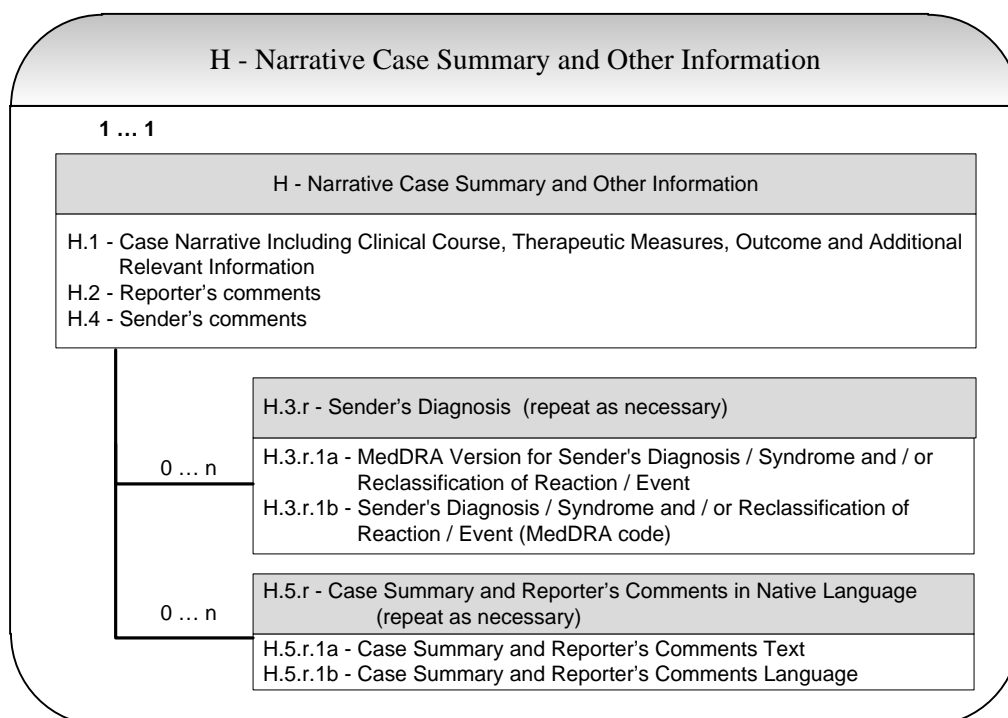 H - Narrative Case Summary and Other Information
1 … 1
H - Narrative Case Summary and Other Information
H.1 - Case Narrative Including Clinical Course, Therapeutic Measures, Outcome and Additional
Relevant Information
H.2 - Reporter’s comments
H.4 - Sender's comments
H.3.r - Sender’s Diagnosis (repeat as necessary)
0 … n
H.3.r.1a - MedDRA Version for Sender's Diagnosis / Syndrome and / or
Reclassification of Reaction / Event
H.3.r.1b - Sender's Diagnosis / Syndrome and / or Reclassification of
Reaction / Event (MedDRA code)
H.5.r - Case Summary and Reporter’s Comments in Native Language
(repeat as necessary)
0 … n
H.5.r.1a - Case Summary and Reporter’s Comments Text
H.5.r.1b - Case Summary and Reporter’s Comments Language